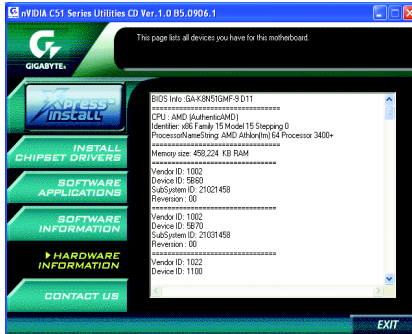 nVIDIA C51 Series Utilities CD Ver.1.0 B5.0906.1
GIGABYTE
This page lists all devices you have for this motherboard.
Xpress™
INSTALL
INSTALL
CHIPSET DRIVERS
SOFTWARE
APPLICATIONS
SOFTWARE
INFORMATION
HARDWARE
INFORMATION
CONTACT US
BIOS Info :GA-K8N51GMF-9 D11
==============================
CPU : AMD (AuthenticAMD)
Identifier: x86 Family 15 Model 15 Stepping 0
ProcessorNameString: AMD Athlon(tm) 64 Processor 3400+
==============================
Memory size: 458,224 KB RAM
==============================
Vendor ID: 1002
Device ID: 5B60
SubSystem ID: 21021458
Reversion : 00
==============================
Vendor ID: 1002
Device ID: 5B70
SubSystem ID: 21031458
Reversion : 00
==============================
Vendor ID: 1022
Device ID: 1100
EXIT